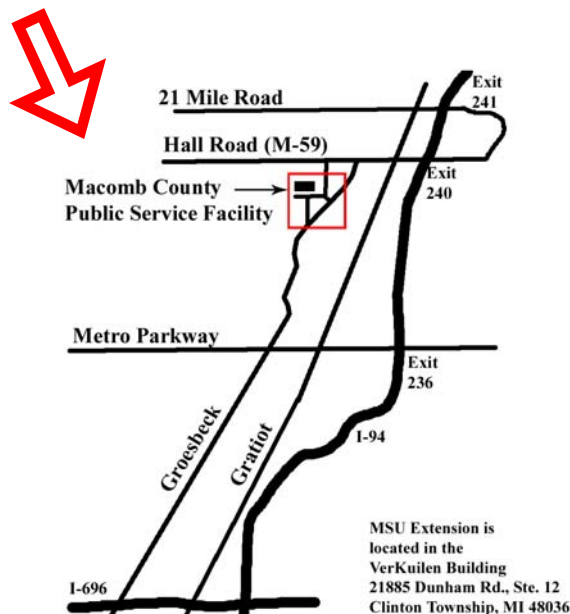 Exit
241
21 Mile Road
Hall Road (M-59)
Exit
240
Macomb County
Public Service Facility
Metro Parkway
Exit
236
Groesbeck
Gratiot
I-94
MSU Extension is
located in the
VerKuilen Building
21885 Dunham Rd., Ste. 12
Clinton Township, MI 48036
I-696